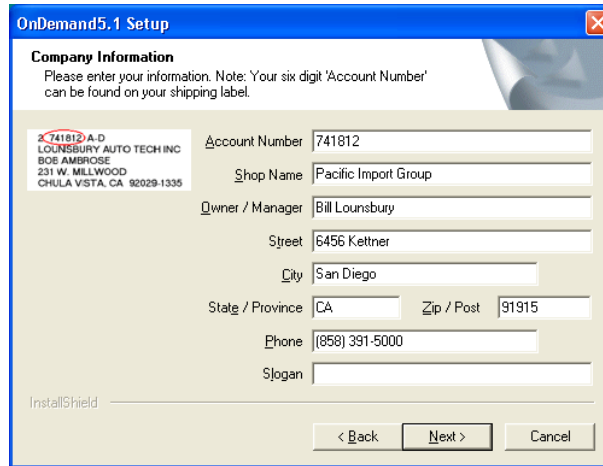 OnDemand5.1 Setup
Company Information
Please enter your information. Note: Your six digit 'Account Number'
can be found on your shipping label.
2 741812 A-D
LOUNSBURY AUTO TECH INC
BOB AMBROSE
231 W. MILLWOOD
CHULA VISTA, CA 92029-1335
Account Number 741812
Shop Name Pacific Import Group
Owner / Manager Bill Lounsbury
Street 6456 Kettner
City San Diego
State / Province CA Zip / Post 91915
Phone (858) 391-5000
Slogan
InstallShield
< Back Next > Cancel